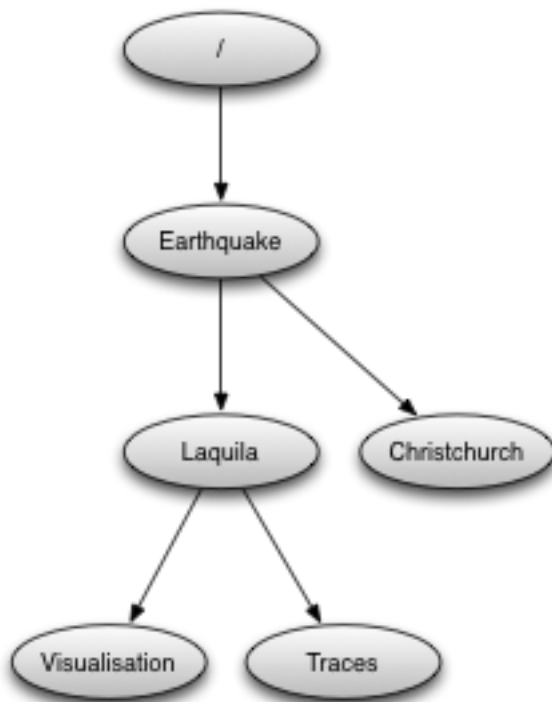 /
Earthquake
Laquila
Christchurch
Visualisation
Traces